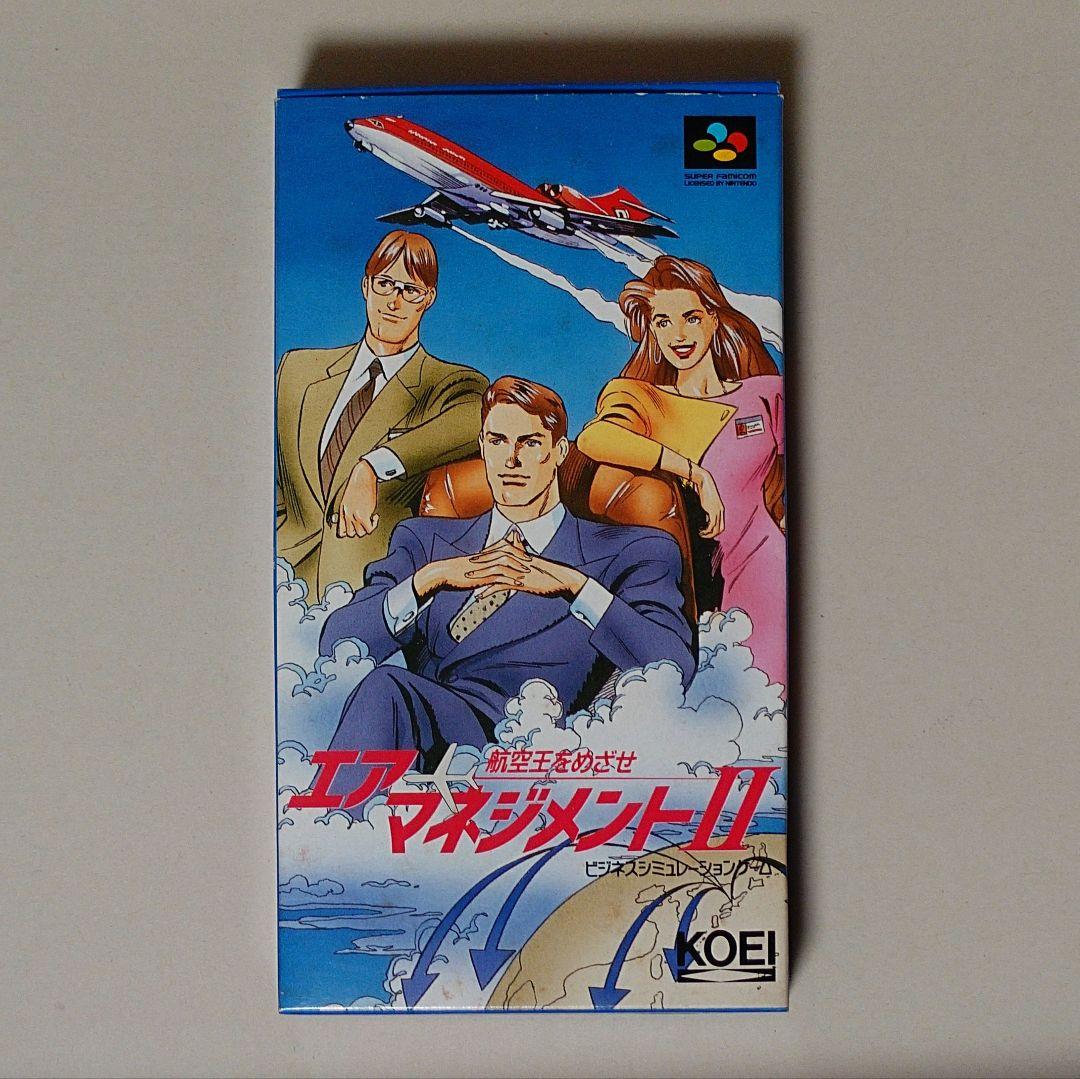 SUPER FAMICOM
LICENSED BY NINTENDO
航空王をめざせ
エアーマネジメントII
ビジネスシミュレーションゲーム
KOEI